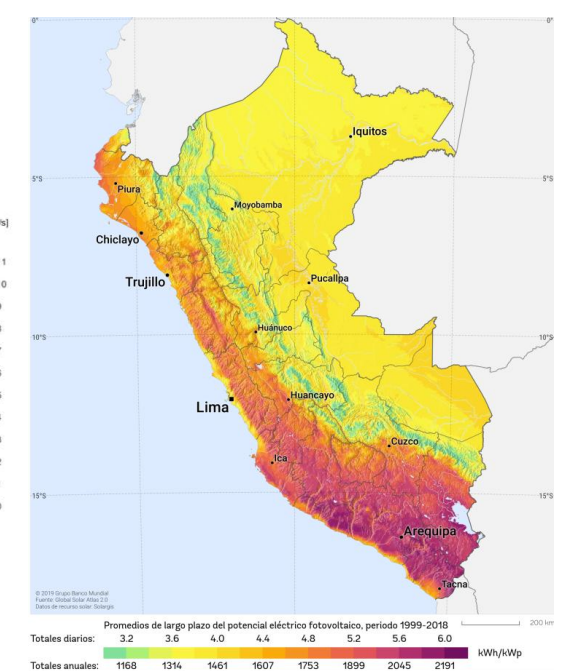 0°
0°
Iquitos
5°S
Piura
5°S
Moyobamba
/s]
Chiclayo
1
Trujillo
Pucallpa
0
Huánuco
10°S
10°S
Huancayo
Lima
Cuzco
Ica
15°S
15°S
Arequipa
Tacna
© 2019 Grupo Banco Mundial
Fuente: Global Solar Atlas 2.0
Datos de recurso solar: Solargis
Promedios de largo plazo del potencial eléctrico fotovoltaico, periodo 1999-2018
200 km
Totales diarios: 3.2 3.6 4.0 4.4 4.8 5.2 5.6 6.0
kWh/kWp
Totales anuales: 1168 1314 1461 1607 1753 1899 2045 2191